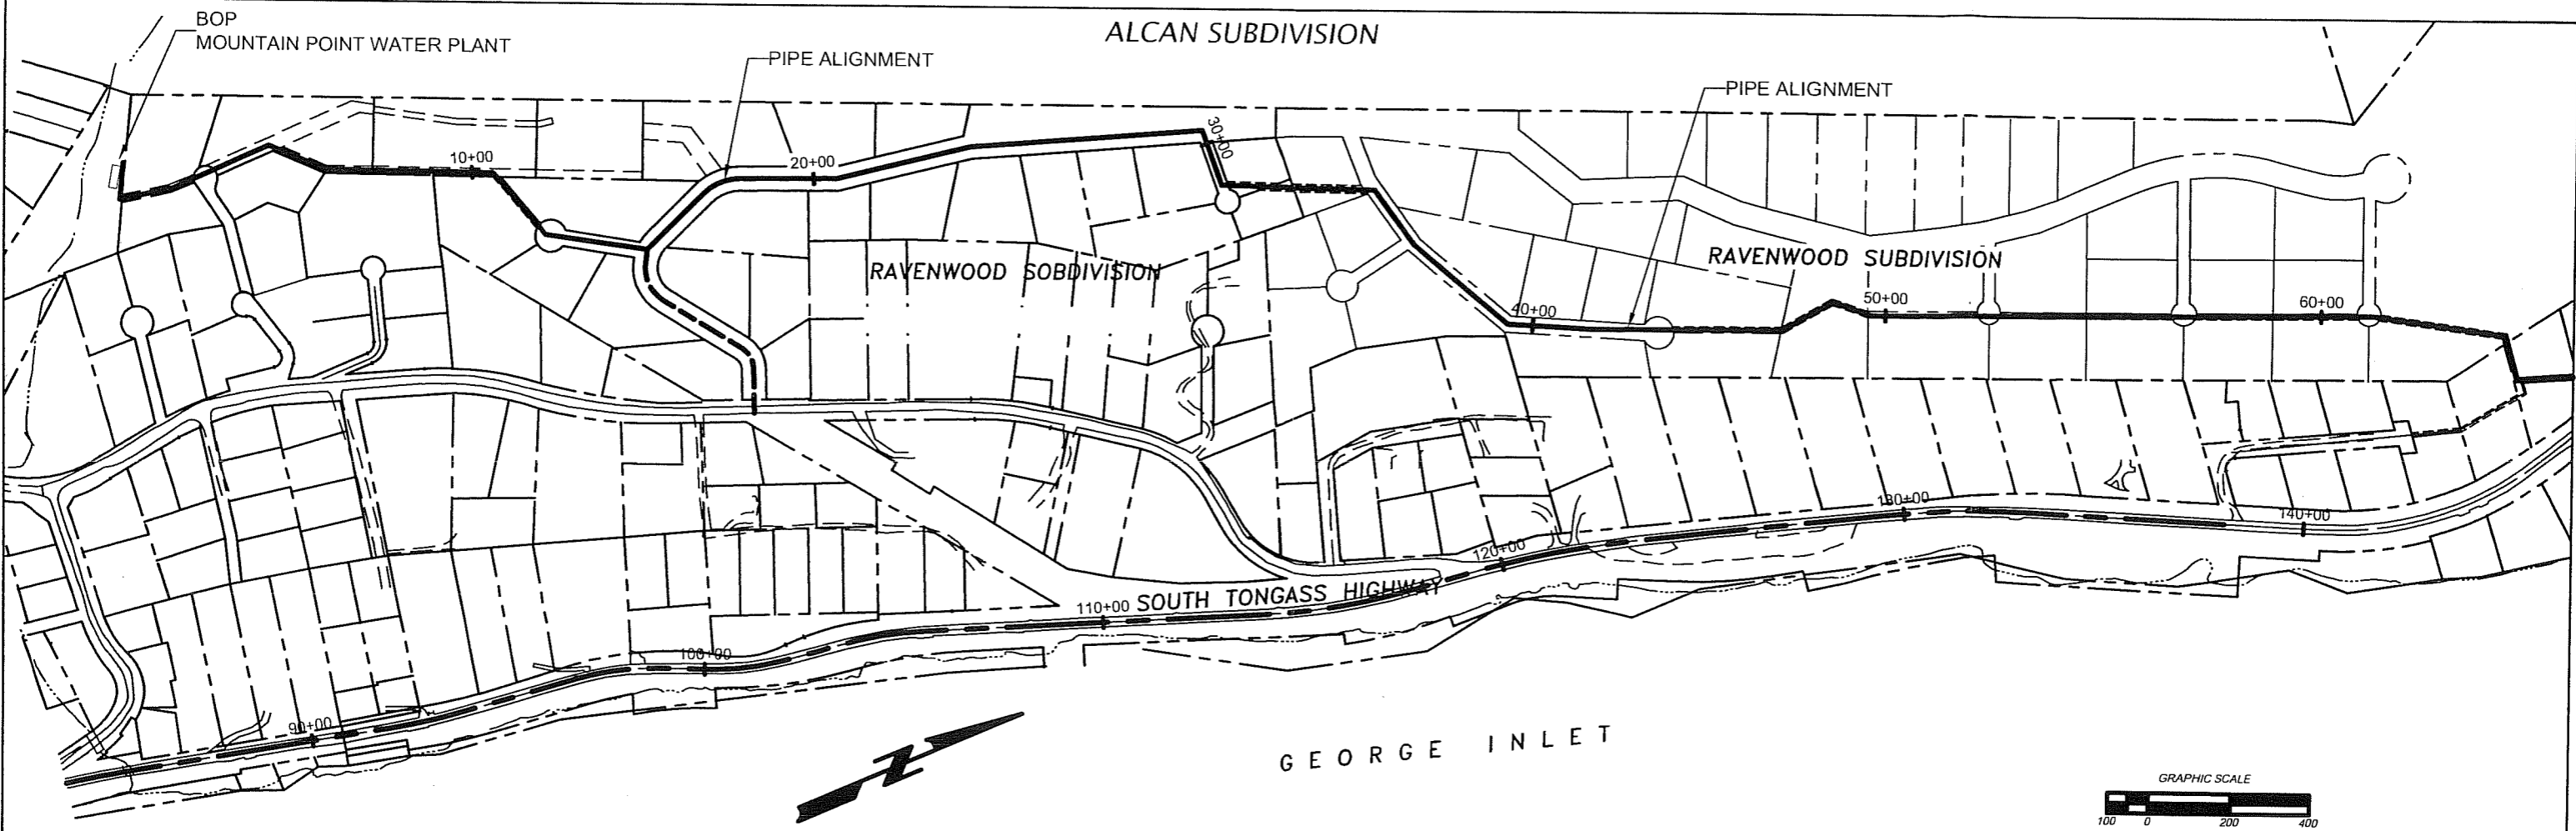 ALCAN SUBDIVISION
BOP
MOUNTAIN POINT WATER PLANT
PIPE ALIGNMENT
PIPE ALIGNMENT
10+00
20+00
30+00
RAVENWOOD SOBDIVISION
RAVENWOOD SUBDIVISION
40+00
50+00
60+00
90+00
100+00
110+00
SOUTH TONGASS HIGHWAY
120+00
130+00
140+00
GEORGE INLET
GRAPHIC SCALE
100 0 200 400